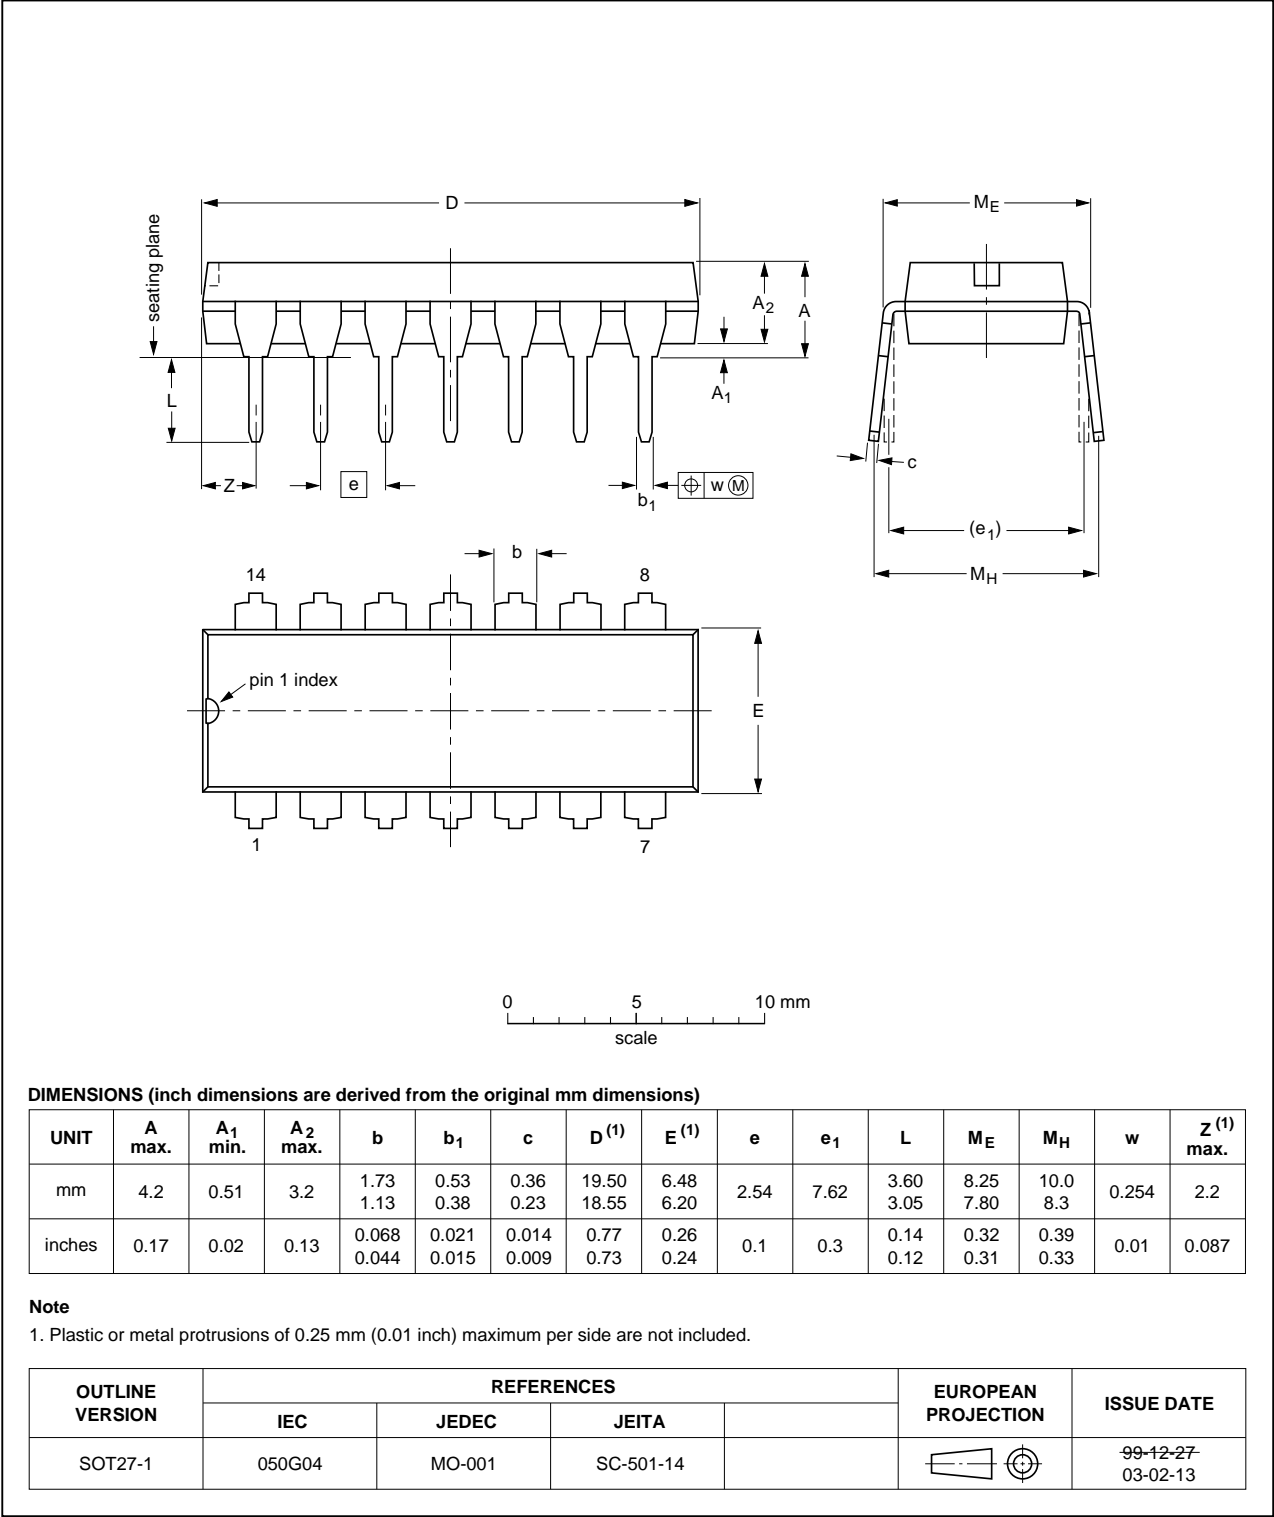 D
ME
seating plane
A2
A
A1
L
Z
e
b1
w M
c
(e1)
MH
b
14
8
pin 1 index
E
1
7
0
5
10 mm
scale
DIMENSIONS (inch dimensions are derived from the original mm dimensions)
UNIT A max. A1 min. A2 max. b b1 c D(1) E(1) e e1 L ME MH w Z(1) max.
mm 4.2 0.51 3.2 1.73 1.13 0.53 0.38 0.36 0.23 19.50 18.55 6.48 6.20 2.54 7.62 3.60 3.05 8.25 7.80 10.0 8.3 0.254 2.2
inches 0.17 0.02 0.13 0.068 0.044 0.021 0.015 0.014 0.009 0.77 0.73 0.26 0.24 0.1 0.3 0.14 0.12 0.32 0.31 0.39 0.33 0.01 0.087
Note
1. Plastic or metal protrusions of 0.25 mm (0.01 inch) maximum per side are not included.
OUTLINE VERSION REFERENCES EUROPEAN PROJECTION ISSUE DATE
IEC JEDEC JEITA
SOT27-1 050G04 MO-001 SC-501-14 99-12-27
03-02-13